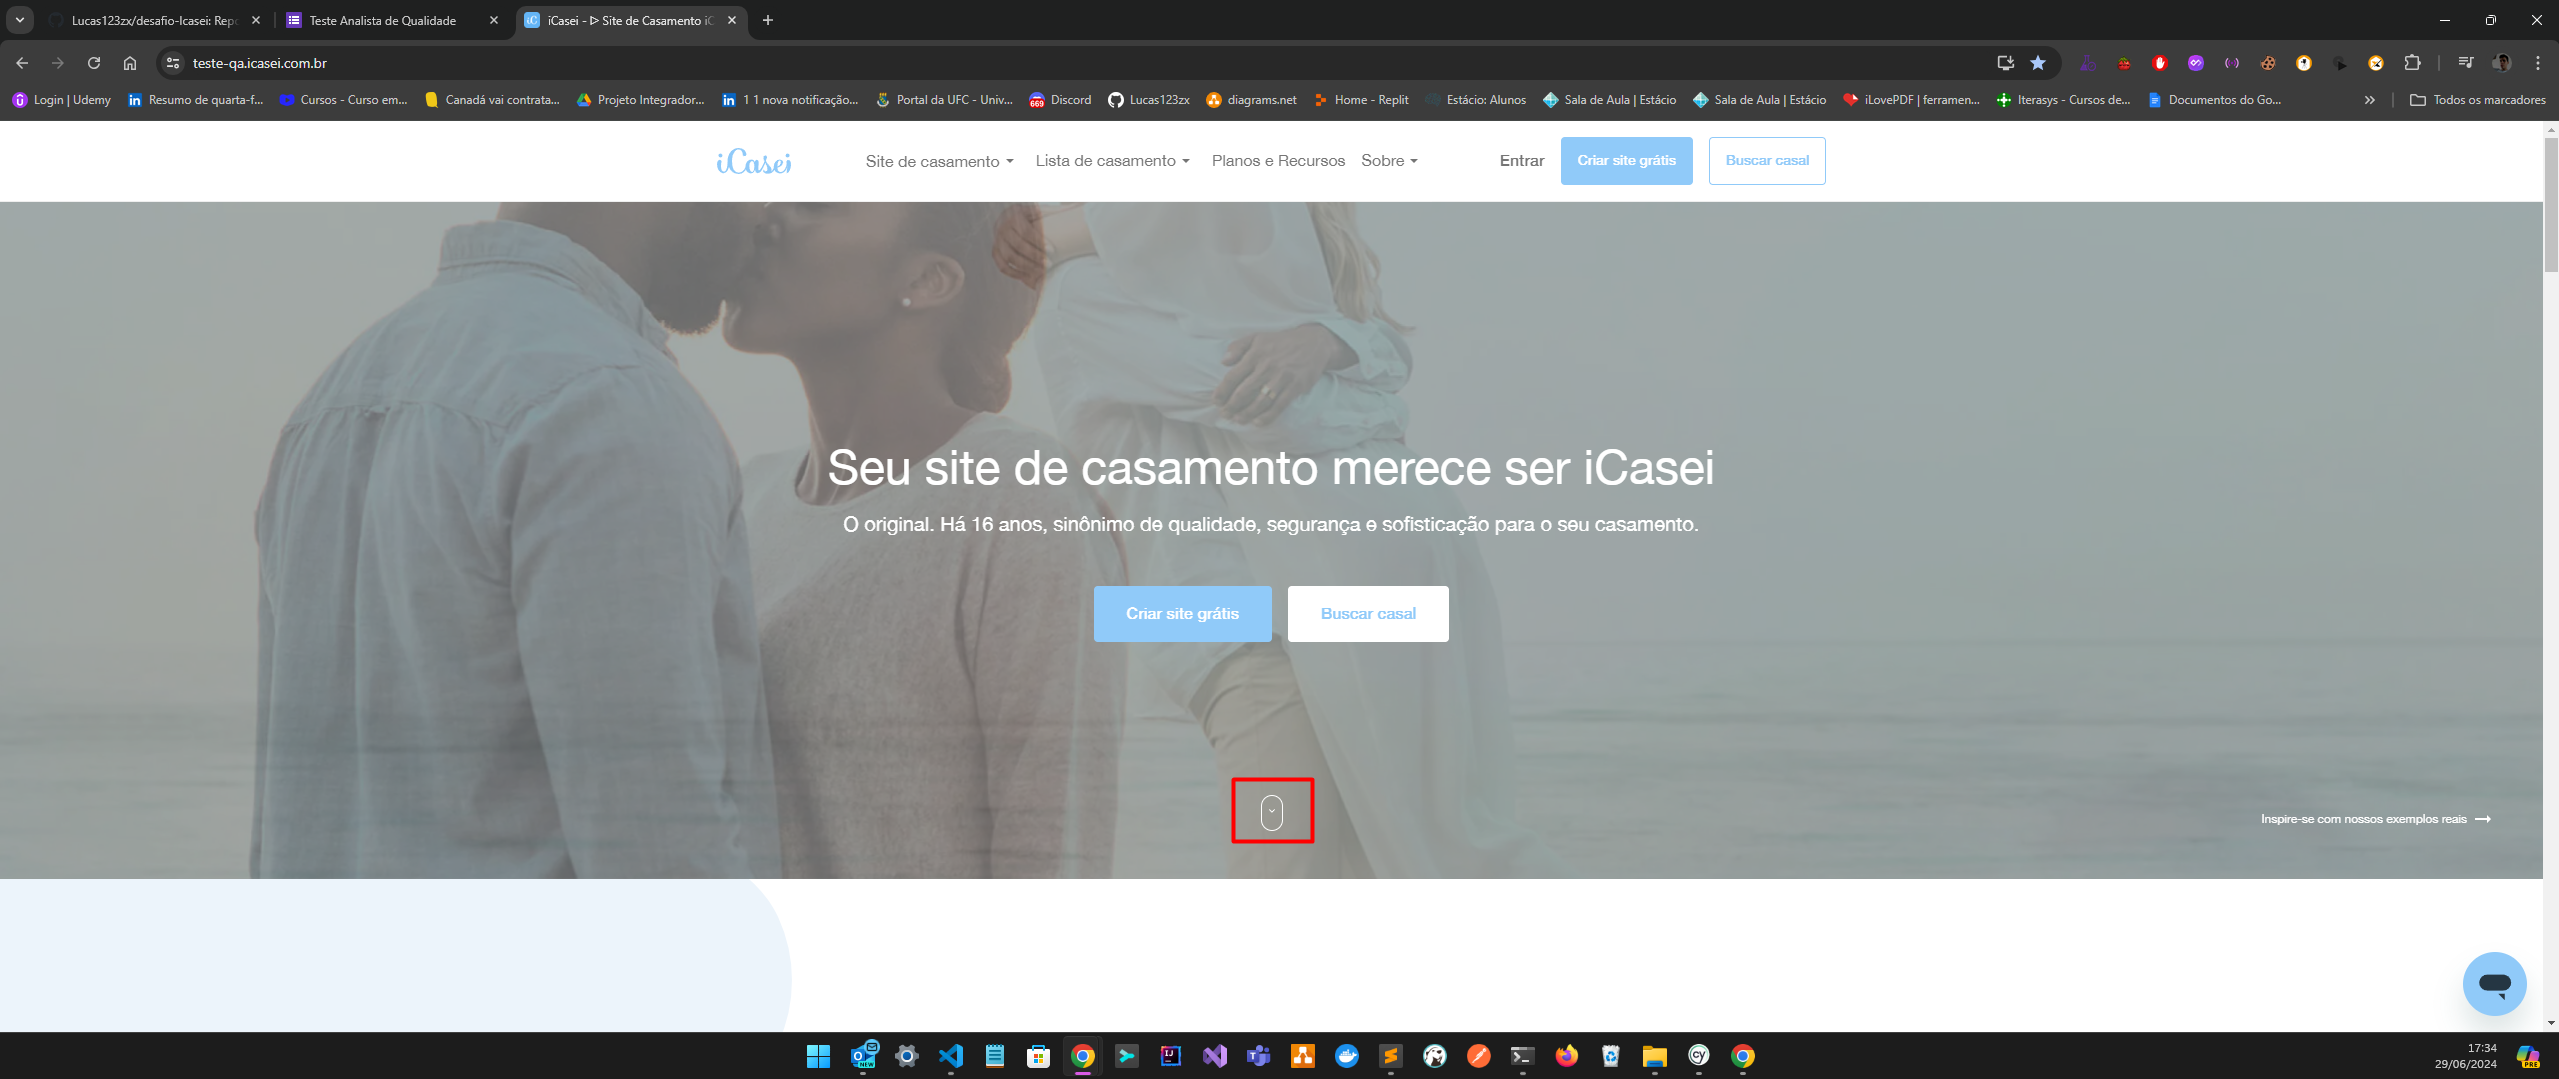 Lucas123zx/desafio-Icasei: Repo
Teste Analista de Qualidade
iCasei - ᐅ Site de Casamento iC
teste-qa.icasei.com.br
Login | Udemy
Resumo de quarta-f...
Cursos - Curso em...
Canadá vai contrata...
Projeto Integrador...
1 1 nova notificação...
Portal da UFC - Univ...
669
Discord
Lucas123zx
diagrams.net
Home - Replit
Estácio: Alunos
Sala de Aula | Estácio
Sala de Aula | Estácio
iLovePDF | ferramen...
Iterasys - Cursos de...
Documentos do Go...
Todos os marcadores
iCasei
Site de casamento
Lista de casamento
Planos e Recursos
Sobre
Entrar
Criar site grátis
Buscar casal
Seu site de casamento merece ser iCasei
O original. Há 16 anos, sinônimo de qualidade, segurança e sofisticação para o seu casamento.
Criar site grátis
Buscar casal
Inspire-se com nossos exemplos reais
17:34
29/06/2024